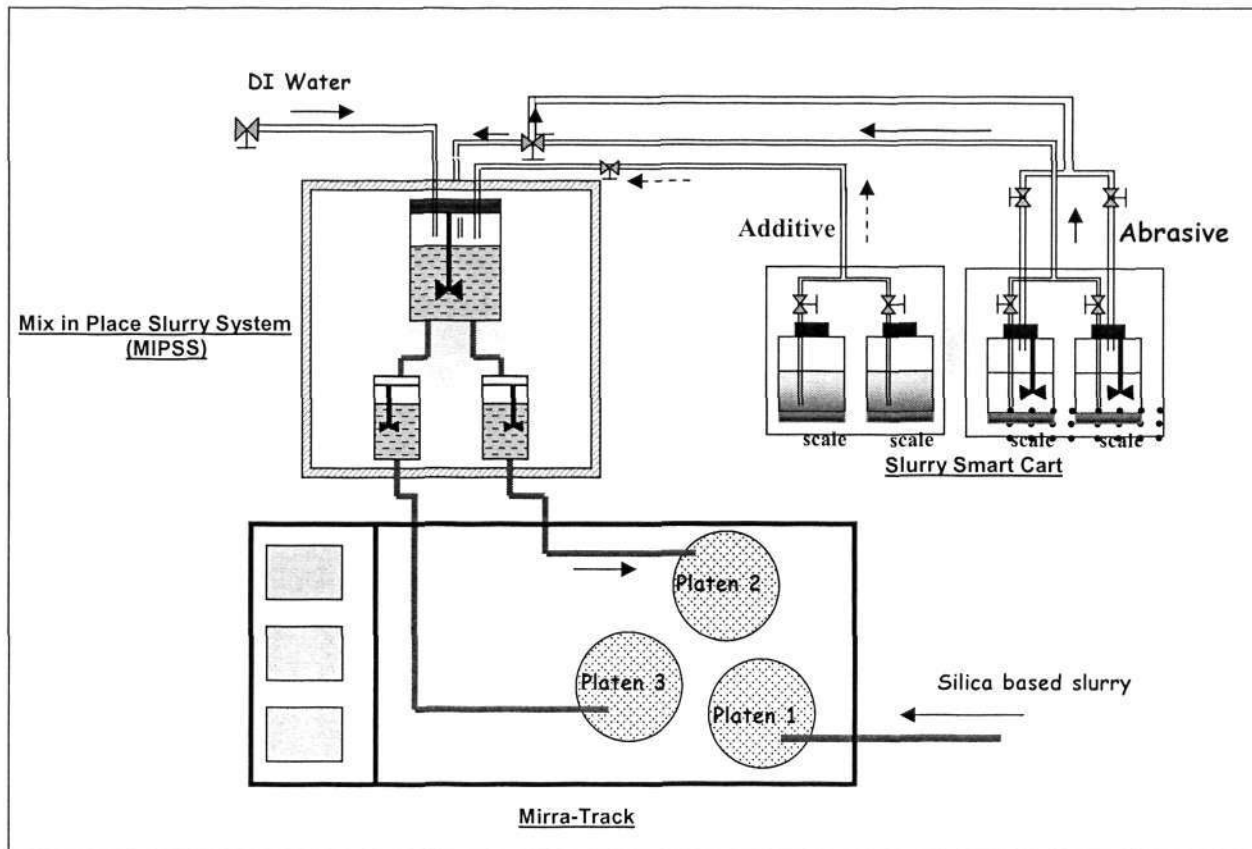 DI Water
Additive
Abrasive
Mix in Place Slurry System
(MIPSS)
scale
scale
scale
scale
Slurry Smart Cart
Platen 2
Platen 3
Platen 1
Silica based slurry
Mirra-Track